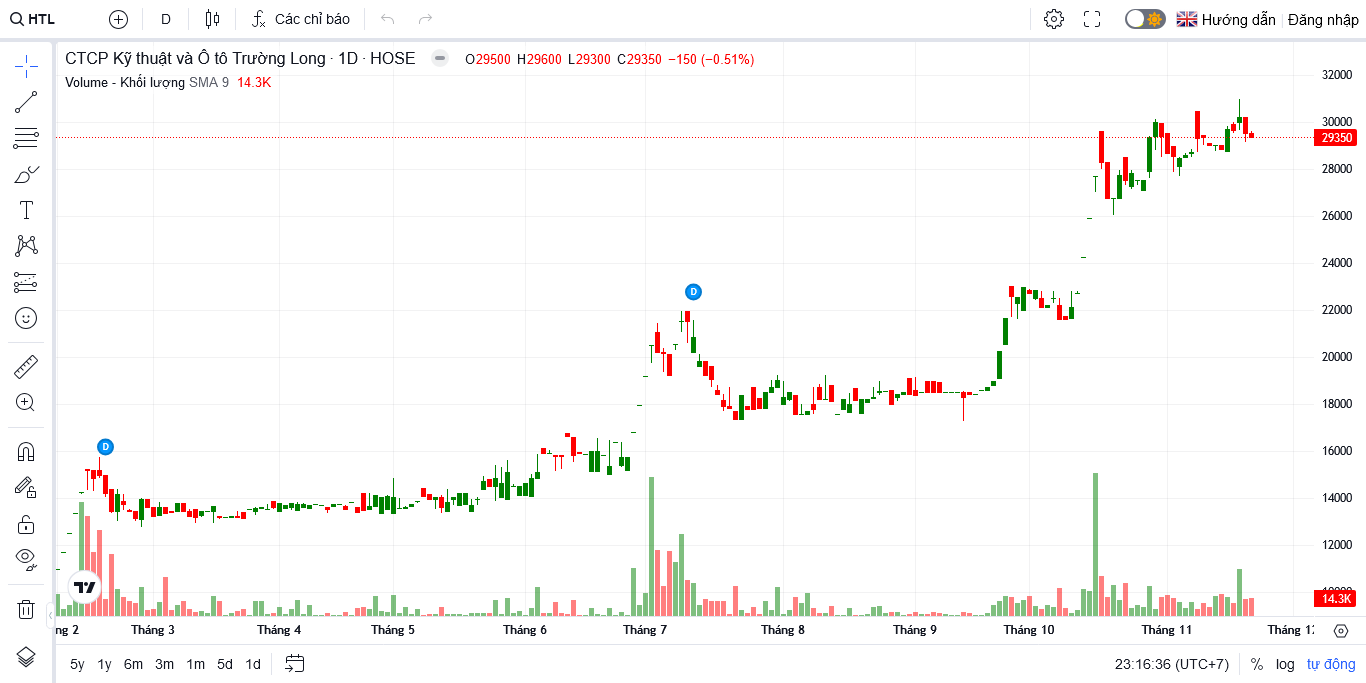 HTL D Các chỉ báo Hướng dẫn Đăng nhập
CTCP Kỹ thuật và Ô tô Trường Long · 1D · HOSE O29500 H29600 L29300 C29350 −150 (−0.51%)
Volume - Khối lượng SMA 9 14.3K
32000
30000
29350
28000
26000
24000
22000
20000
18000
16000
14000
12000
14.3K
D
D
Tháng 3 Tháng 4 Tháng 5 Tháng 6 Tháng 7 Tháng 8 Tháng 9 Tháng 10 Tháng 11
5y 1y 6m 3m 1m 5d 1d 23:16:36 (UTC+7) % log tự động